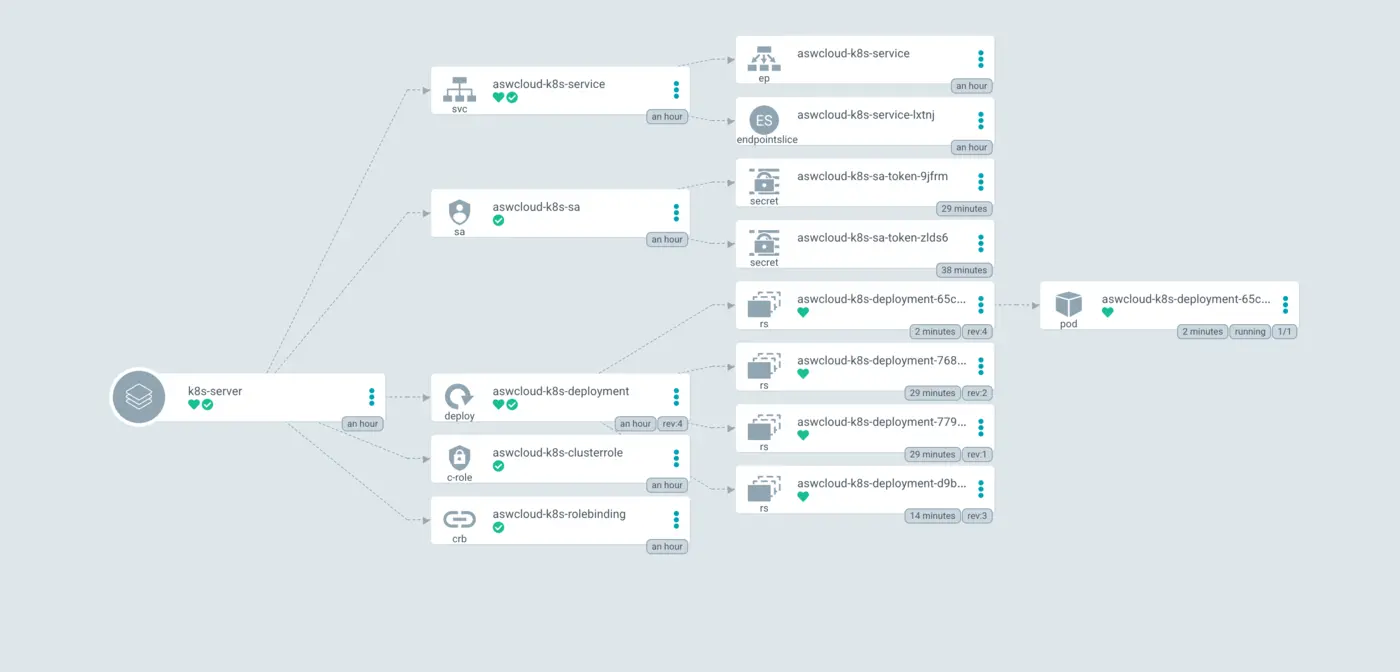 k8s-server
an hour
aswcloud-k8s-service
svc
an hour
aswcloud-k8s-sa
sa
an hour
aswcloud-k8s-deployment
deploy
an hour rev:4
aswcloud-k8s-clusterrole
c-role
an hour
aswcloud-k8s-rolebinding
crb
an hour
aswcloud-k8s-service
ep
an hour
ES
aswcloud-k8s-service-lxtnj
endpointslice
an hour
aswcloud-k8s-sa-token-9jfrm
secret
29 minutes
aswcloud-k8s-sa-token-zlds6
secret
38 minutes
aswcloud-k8s-deployment-65c...
rs
2 minutes rev:4
aswcloud-k8s-deployment-768...
rs
29 minutes rev:2
aswcloud-k8s-deployment-779...
rs
29 minutes rev:1
aswcloud-k8s-deployment-d9b...
rs
14 minutes rev:3
aswcloud-k8s-deployment-65c...
pod
2 minutes running 1/1